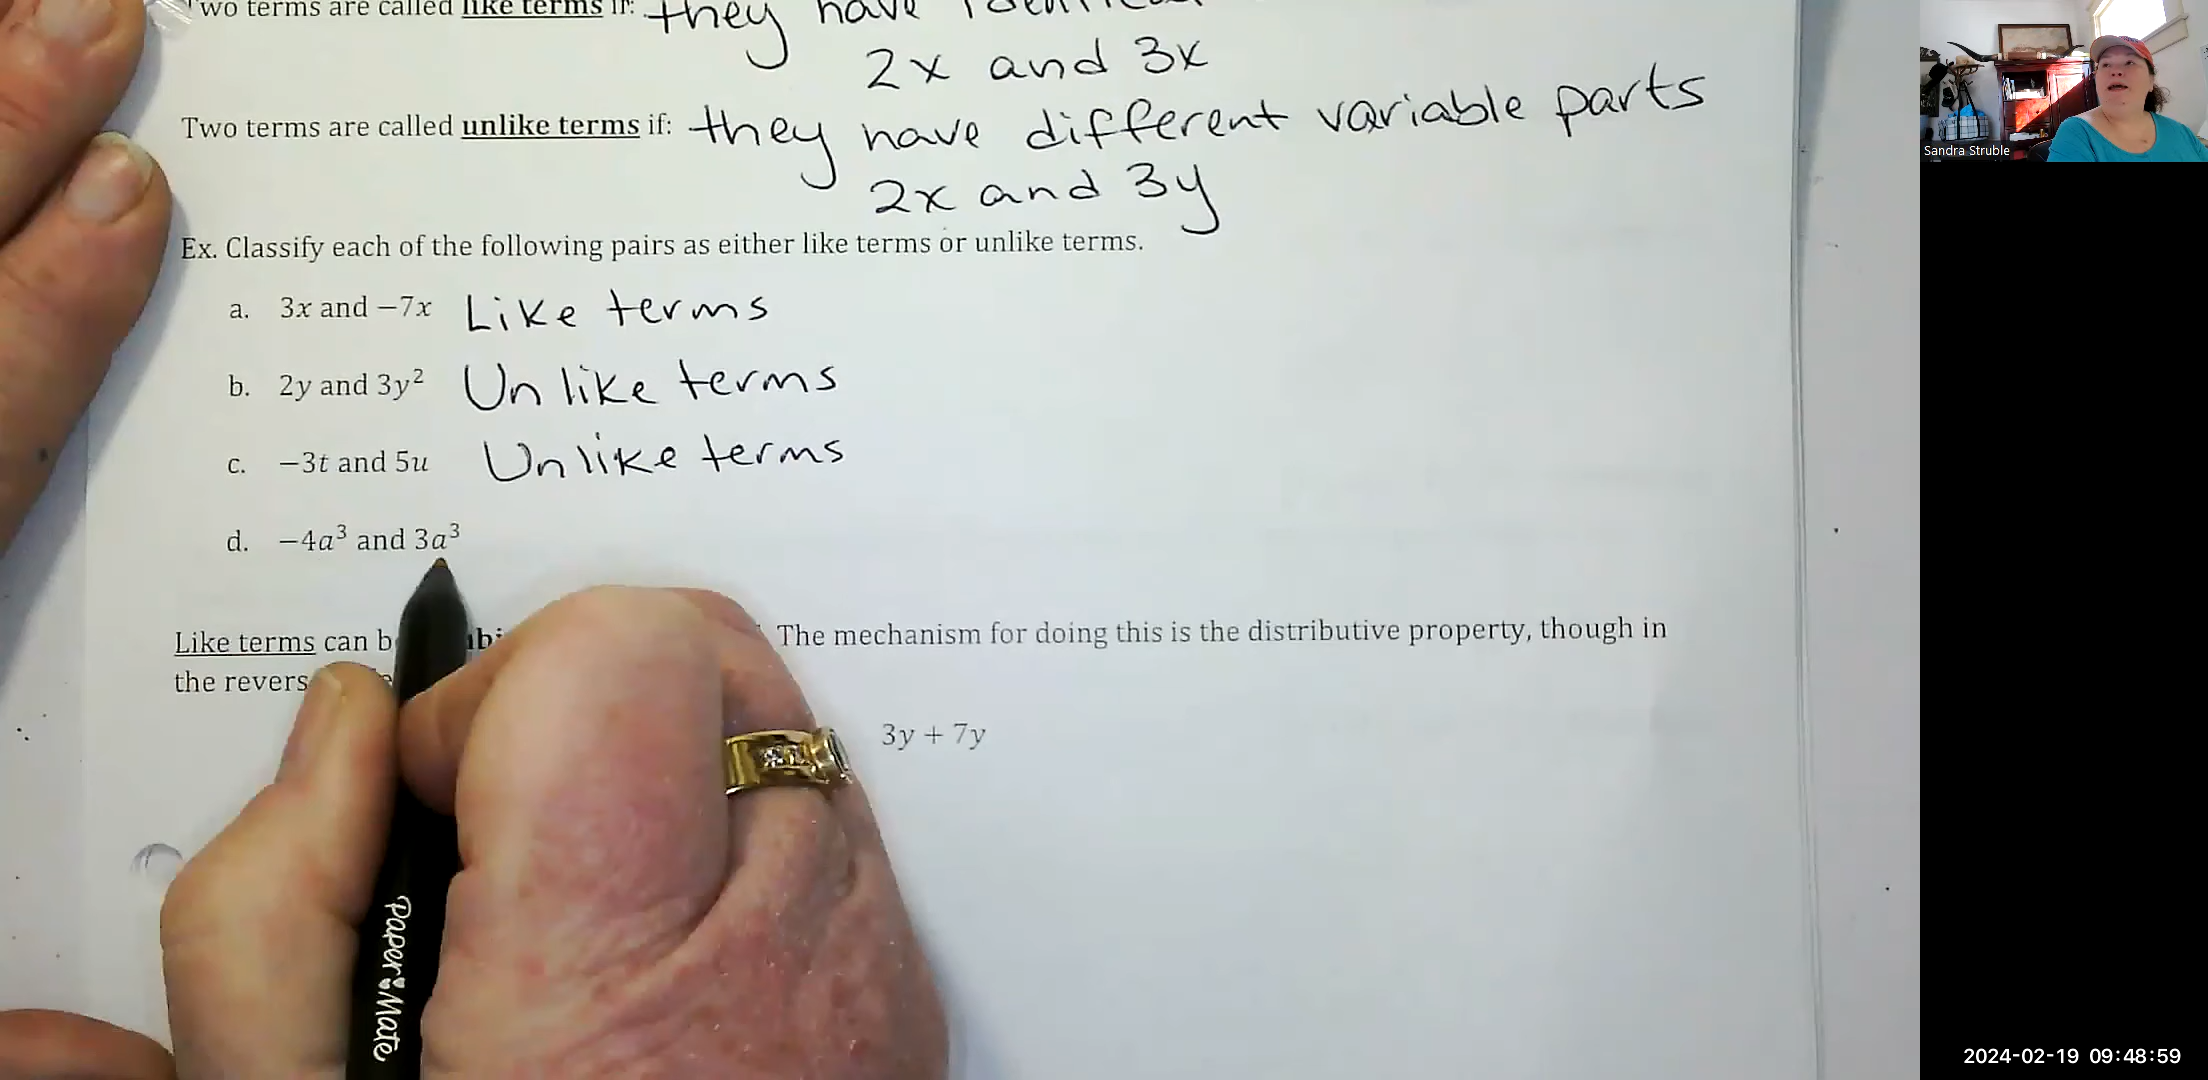 Two terms are called like terms if: they have identical
2x and 3x
Two terms are called unlike terms if: they have different variable parts
2x and 3y
Ex. Classify each of the following pairs as either like terms or unlike terms.
a. 3x and −7x Like terms
b. 2y and 3y² Unlike terms
c. −3t and 5u Unlike terms
d. −4a³ and 3a³
Like terms can b The mechanism for doing this is the distributive property, though in
the revers
3y + 7y
Paper:Mate
Sandra Struble
2024-02-19 09:48:59